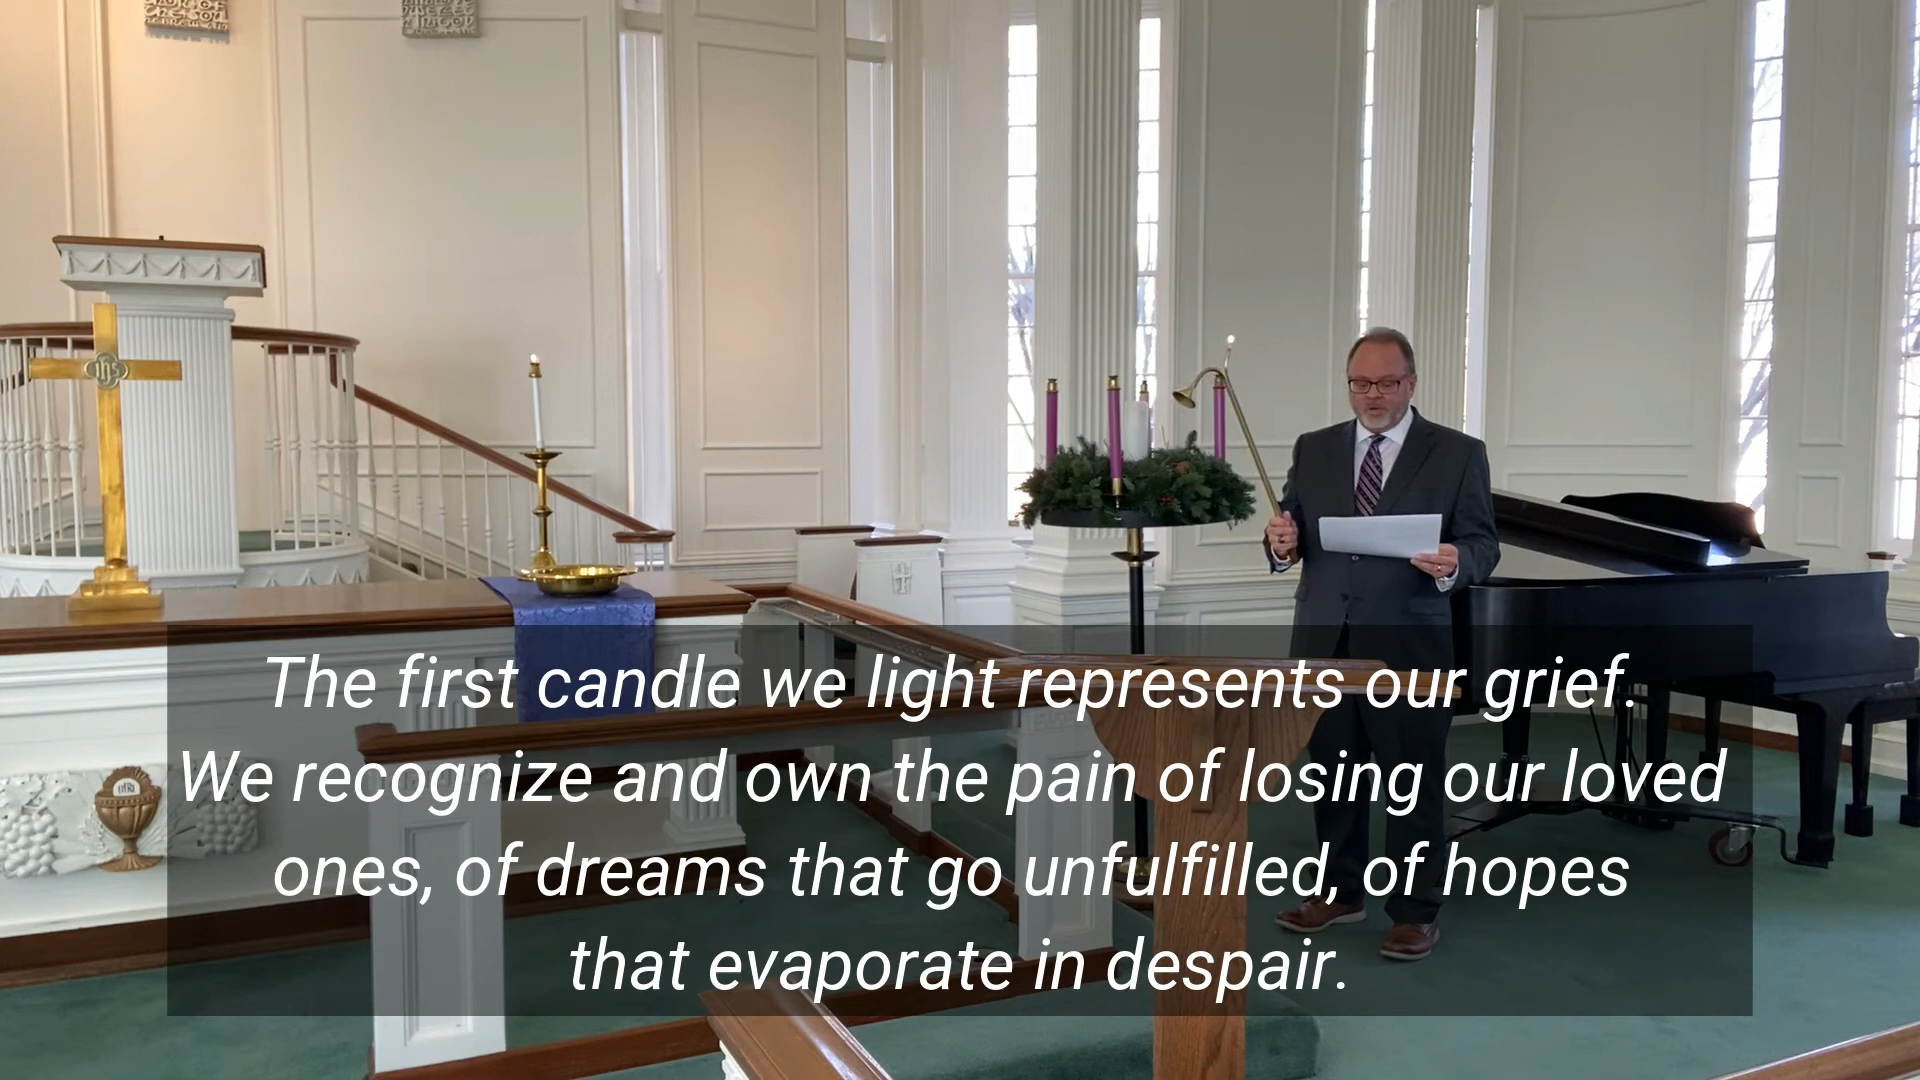 The first candle we light represents our grief.
We recognize and own the pain of losing our loved
ones, of dreams that go unfulfilled, of hopes
that evaporate in despair.
IHS